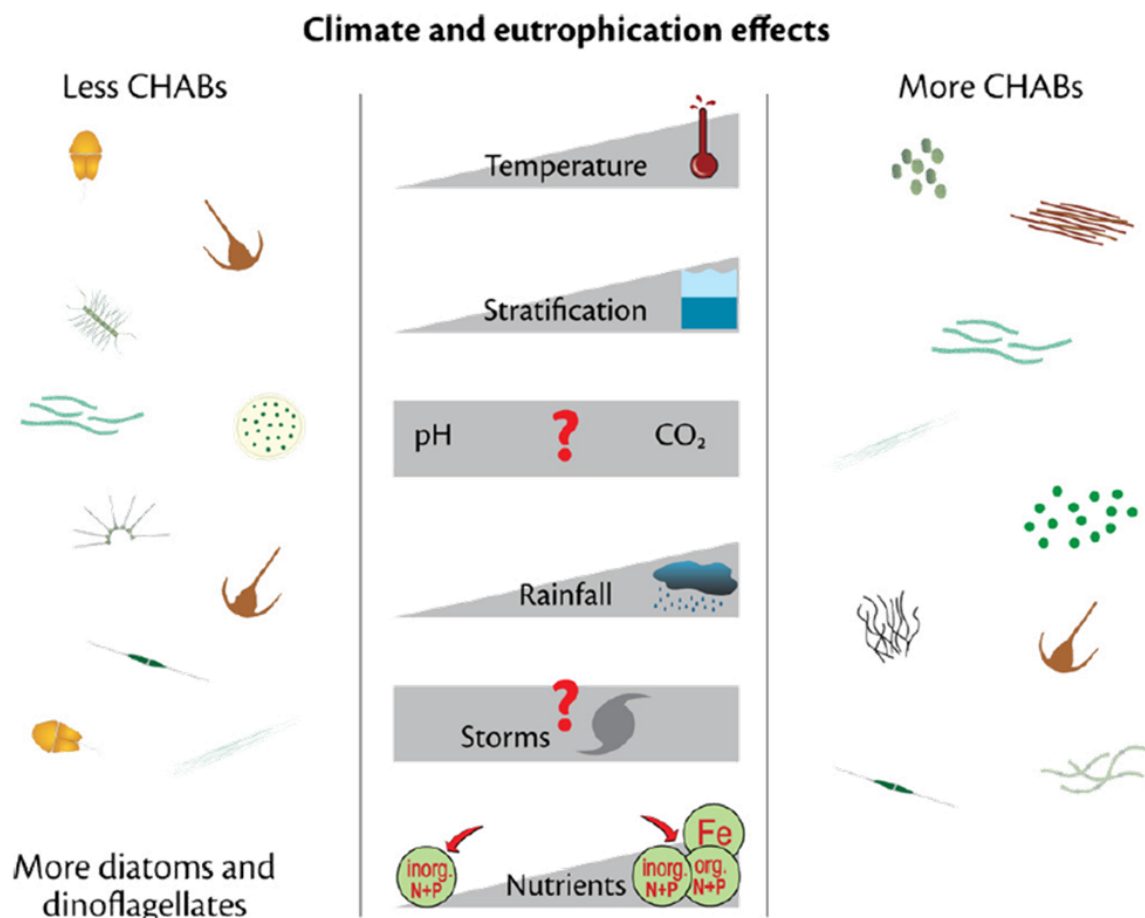 Climate and eutrophication effects
Less CHABs
More CHABs
Temperature
Stratification
pH ? CO₂
Rainfall
?
Storms
More diatoms and
dinoflagellates
inorg.
N+P
Nutrients
Fe
inorg.
N+P
org.
N+P